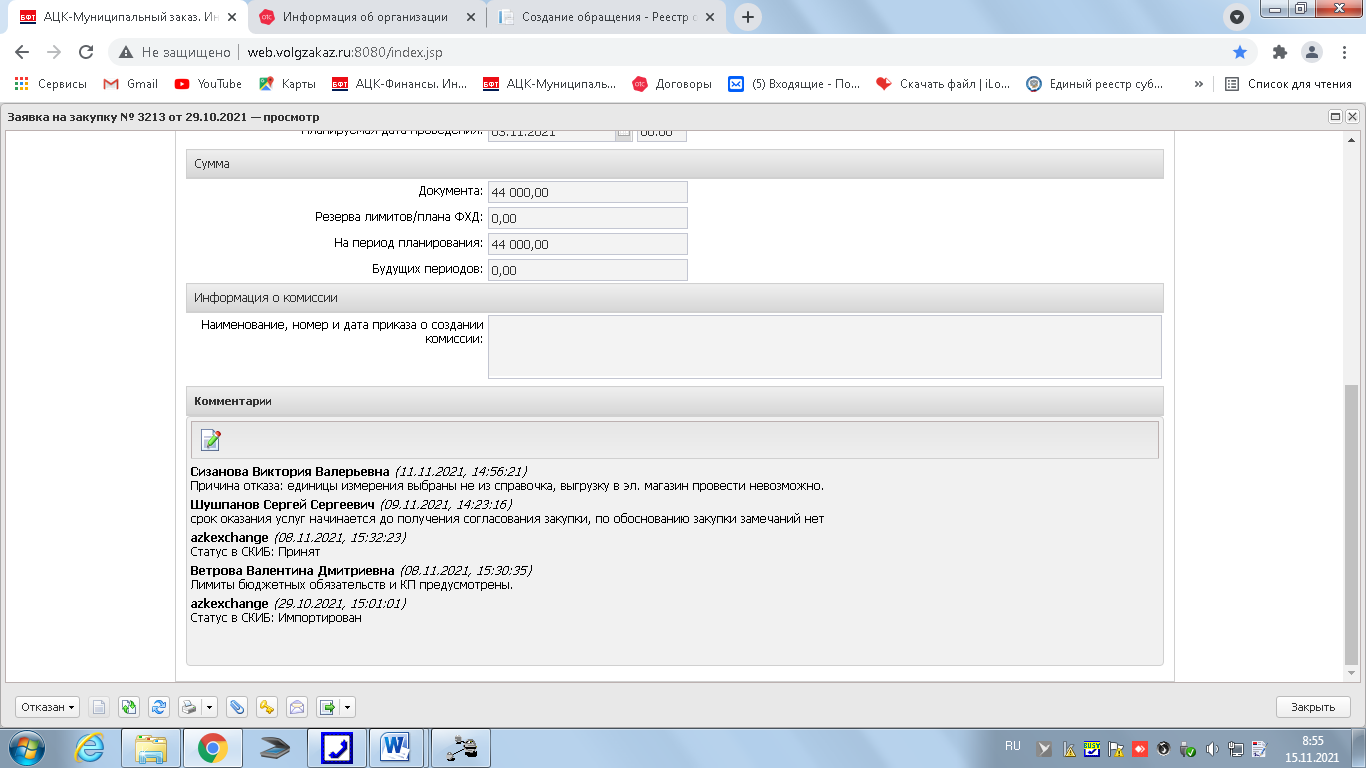 АЦК-Муниципальный заказ. Ин
Информация об организации
Создание обращения - Реестр с
Не защищено
web.volgzakaz.ru:8080/index.jsp
Сервисы
Gmail
YouTube
Карты
АЦК-Финансы. Ин...
АЦК-Муниципаль...
Договоры
(5) Входящие - По...
Скачать файл | iLo...
Единый реестр суб...
»
Список для чтения
Заявка на закупку № 3213 от 29.10.2021 — просмотр
Планируемая дата проведения: 03.11.2021 00:00
Сумма
Документа: 44 000,00
Резерва лимитов/плана ФХД: 0,00
На период планирования: 44 000,00
Будущих периодов: 0,00
Информация о комиссии
Наименование, номер и дата приказа о создании
комиссии:
Комментарии
Сизанова Виктория Валерьевна (11.11.2021, 14:56:21)
Причина отказа: единицы измерения выбраны не из справочка, выгрузку в эл. магазин провести невозможно.
Шушпанов Сергей Сергеевич (09.11.2021, 14:23:16)
срок оказания услуг начинается до получения согласования закупки, по обоснованию закупки замечаний нет
azkexchange (08.11.2021, 15:32:23)
Статус в СКИБ: Принят
Ветрова Валентина Дмитриевна (08.11.2021, 15:30:35)
Лимиты бюджетных обязательств и КП предусмотрены.
azkexchange (29.10.2021, 15:01:01)
Статус в СКИБ: Импортирован
Отказан
Закрыть
RU
BUSY
8:55
15.11.2021